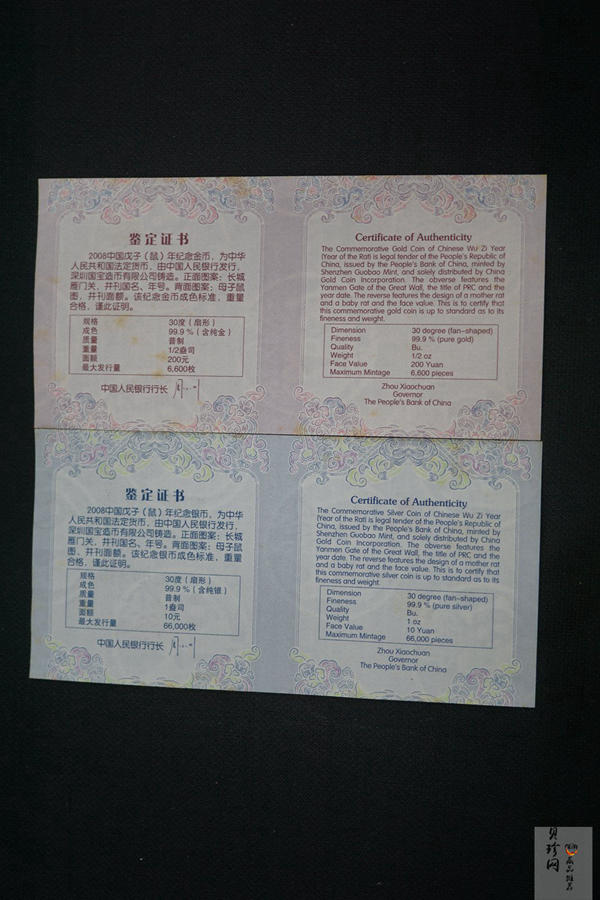 鉴定证书
2008中国戊子（鼠）年纪念金币，为中华
人民共和国法定货币，由中国人民银行发行，
深圳国宝造币有限公司铸造。正面图案：长城
雁门关，并刊国名、年号。背面图案：母子鼠
图，并刊面额。该纪念金币成色标准，重量
合格，谨此证明。
规格 30度（扇形）
成色 99.9 %（含纯金）
质量 普制
重量 1/2盎司
面额 200元
最大发行量 6,600枚
中国人民银行行长
Certificate of Authenticity
The Commemorative Gold Coin of Chinese Wu Zi Year
(Year of the Rat) is legal tender of the People's Republic of
China, issued by the People's Bank of China, minted by
Shenzhen Guobao Mint, and solely distributed by China
Gold Coin Incorporation. The obverse features the
Yanmen Gate of the Great Wall, the title of PRC and the
year date. The reverse features the design of a mother rat
and a baby rat and the face value. This is to certify that
this commemorative gold coin is up to standard as to its
fineness and weight.
Dimension 30 degree (fan-shaped)
Fineness 99.9 % (pure gold)
Quality Bu.
Weight 1/2 oz
Face Value 200 Yuan
Maximum Mintage 6,600 pieces
Zhou Xiaochuan
Governor
The People's Bank of China
鉴定证书
2008中国戊子（鼠）年纪念银币，为中华
人民共和国法定货币，由中国人民银行发行，
深圳国宝造币有限公司铸造。正面图案：长城
雁门关，并刊国名、年号。背面图案：母子鼠
图，并刊面额。该纪念银币成色标准，重量
合格，谨此证明。
规格 30度（扇形）
成色 99.9 %（含纯银）
质量 普制
重量 1盎司
面额 10元
最大发行量 66,000枚
中国人民银行行长
Certificate of Authenticity
The Commemorative Silver Coin of Chinese Wu Zi Year
(Year of the Rat) is legal tender of the People's Republic of
China, issued by the People's Bank of China, minted by
Shenzhen Guobao Mint, and solely distributed by China
Gold Coin Incorporation. The obverse features the
Yanmen Gate of the Great Wall, the title of PRC and the
year date. The reverse features the design of a mother rat
and a baby rat and the face value. This is to certify that
this commemorative silver coin is up to standard as to its
fineness and weight.
Dimension 30 degree (fan-shaped)
Fineness 99.9 % (pure silver)
Quality Bu.
Weight 1 oz
Face Value 10 Yuan
Maximum Mintage 66,000 pieces
Zhou Xiaochuan
Governor
The People's Bank of China
贝珍网